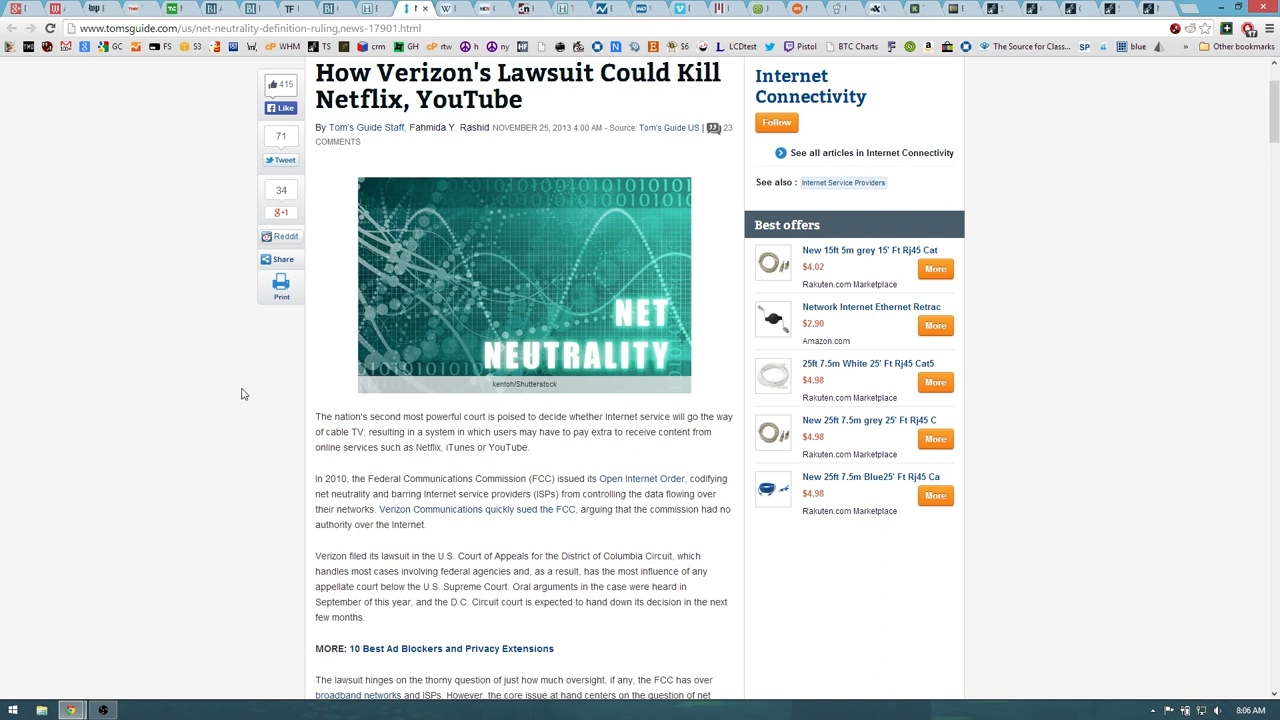 www.tomsguide.com/us/net-neutrality-definition-ruling,news-17901.html
GC
FS
S3
WHM
TS
crm
GH
rtw
ny
HF
$6
LCDtest
Pistol
BTC Charts
The Source for Class...
SP
blue
Other bookmarks
415
Like
71
Tweet
34
+1
Reddit
Share
Print
How Verizon's Lawsuit Could Kill
Netflix, YouTube
By Tom's Guide Staff, Fahmida Y. Rashid NOVEMBER 25, 2013 4:00 AM - Source: Tom's Guide US | 23
COMMENTS
NET
NEUTRALITY
kentoh/Shutterstock
The nation's second most powerful court is poised to decide whether Internet service will go the way
of cable TV, resulting in a system in which users may have to pay extra to receive content from
online services such as Netflix, iTunes or YouTube.
In 2010, the Federal Communications Commission (FCC) issued its Open Internet Order, codifying
net neutrality and barring Internet service providers (ISPs) from controlling the data flowing over
their networks. Verizon Communications quickly sued the FCC, arguing that the commission had no
authority over the Internet.
Verizon filed its lawsuit in the U.S. Court of Appeals for the District of Columbia Circuit, which
handles most cases involving federal agencies and, as a result, has the most influence of any
appellate court below the U.S. Supreme Court. Oral arguments in the case were heard in
September of this year, and the D.C. Circuit court is expected to hand down its decision in the next
few months.
MORE: 10 Best Ad Blockers and Privacy Extensions
The lawsuit hinges on the thorny question of just how much oversight, if any, the FCC has over
broadband networks and ISPs. However, the core issue at hand centers on the question of net
Internet
Connectivity
Follow
See all articles in Internet Connectivity
See also : Internet Service Providers
Best offers
New 15ft 5m grey 15' Ft Rj45 Cat
$4.02
More
Rakuten.com Marketplace
Network Internet Ethernet Retrac
$2.90
More
Amazon.com
25ft 7.5m White 25' Ft Rj45 Cat5
$4.98
More
Rakuten.com Marketplace
New 25ft 7.5m grey 25' Ft Rj45 C
$4.98
More
Rakuten.com Marketplace
New 25ft 7.5m Blue25' Ft Rj45 Ca
$4.98
More
Rakuten.com Marketplace
8:06 AM